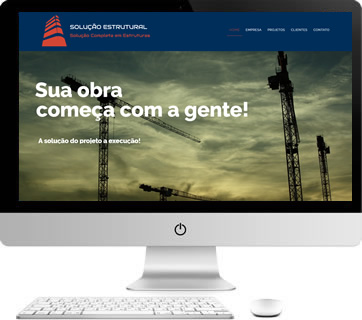 SOLUÇÃO ESTRUTURAL
Solução Completa em Estruturas
HOME EMPRESA PROJETOS CLIENTES CONTATO
Sua obra
começa com a gente!
A solução do projeto a execução!